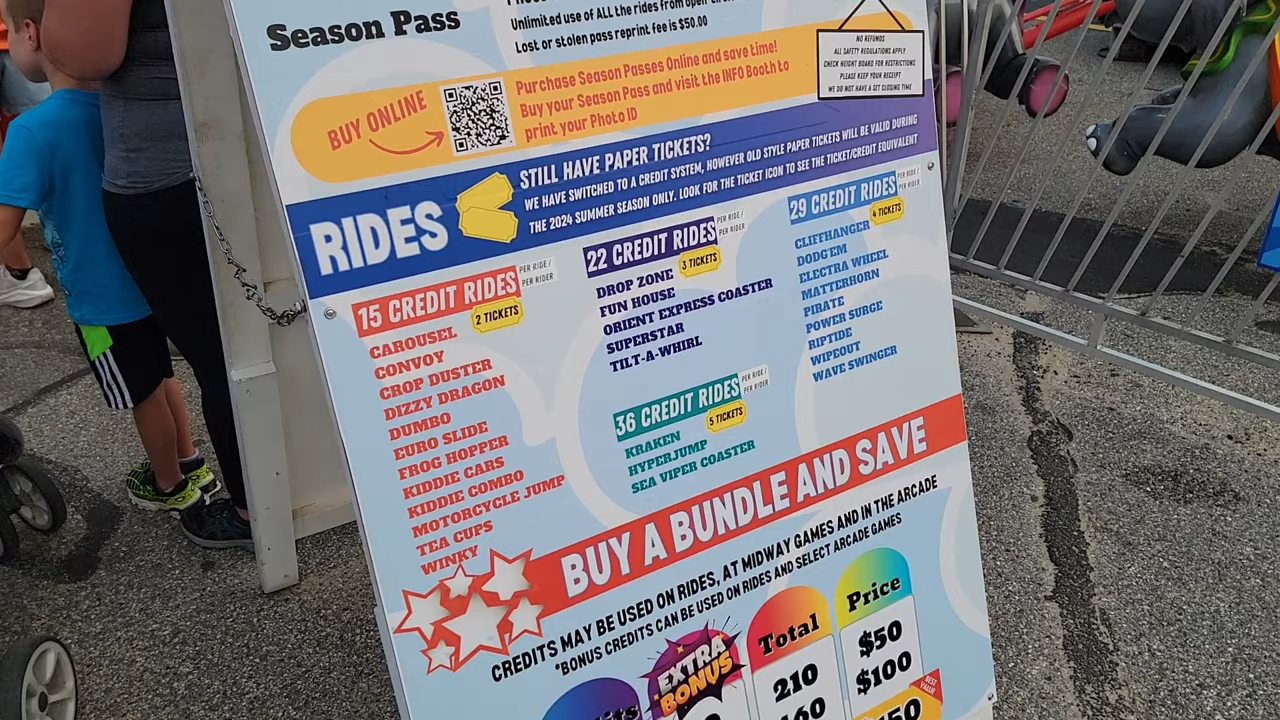 Season Pass
Unlimited use of ALL the rides from open
Lost or stolen pass reprint fee is $50.00
BUY ONLINE
Purchase Season Passes Online and save time!
Buy your Season Pass and visit the INFO Booth to
print your Photo ID
NO REFUNDS
ALL SAFETY REGULATIONS APPLY
CHECK HEIGHT BOARD FOR RESTRICTIONS
PLEASE KEEP YOUR RECEIPT
WE DO NOT HAVE A SET CLOSING TIME
RIDES
STILL HAVE PAPER TICKETS?
WE HAVE SWITCHED TO A CREDIT SYSTEM, HOWEVER OLD STYLE PAPER TICKETS WILL BE VALID DURING
THE 2024 SUMMER SEASON ONLY. LOOK FOR THE TICKET ICON TO SEE THE TICKET/CREDIT EQUIVALENT
15 CREDIT RIDES
PER RIDE /
PER RIDER
2 TICKETS
CAROUSEL
CONVOY
CROP DUSTER
DIZZY DRAGON
DUMBO
EURO SLIDE
FROG HOPPER
KIDDIE CARS
KIDDIE COMBO
MOTORCYCLE JUMP
TEA CUPS
WINKY
22 CREDIT RIDES
PER RIDE /
PER RIDER
3 TICKETS
DROP ZONE
FUN HOUSE
ORIENT EXPRESS COASTER
SUPERSTAR
TILT-A-WHIRL
36 CREDIT RIDES
PER RIDE /
PER RIDER
5 TICKETS
KRAKEN
HYPERJUMP
SEA VIPER COASTER
29 CREDIT RIDES
PER RIDE /
PER RIDER
4 TICKETS
CLIFFHANGER
DODG'EM
ELECTRA WHEEL
MATTERHORN
PIRATE
POWER SURGE
RIPTIDE
WIPEOUT
WAVE SWINGER
BUY A BUNDLE AND SAVE
CREDITS MAY BE USED ON RIDES, AT MIDWAY GAMES AND IN THE ARCADE
*BONUS CREDITS CAN BE USED ON RIDES AND SELECT ARCADE GAMES
EXTRA
BONUS
Total
Price
210
$50
$100
BEST
VALUE